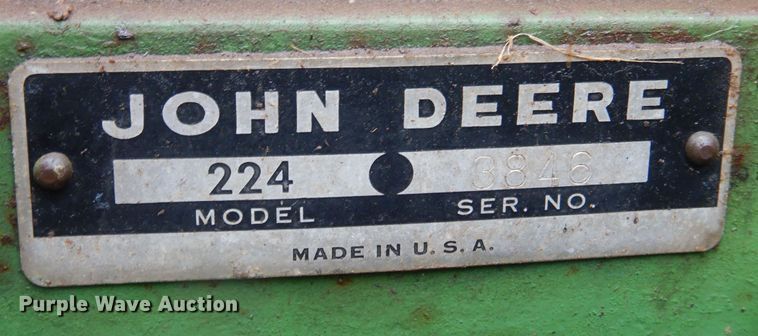 JOHN DEERE
224 3846
MODEL SER. NO.
MADE IN U.S.A.
Purple Wave Auction